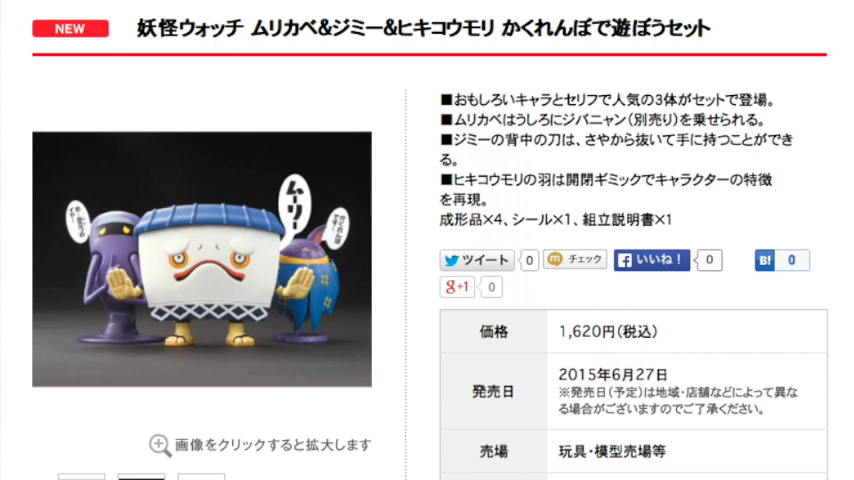 NEW
妖怪ウォッチ ムリカベ&ジミー&ヒキコウモリ かくれんぼで遊ぼうセット
■おもしろいキャラとセリフで人気の3体がセットで登場。
■ムリカベはうしろにジバニャン（別売り）を乗せられる。
■ジミーの背中の刀は、さやから抜いて手に持つことができ
る。
■ヒキコウモリの羽は開閉ギミックでキャラクターの特徴
を再現。
成形品×4、シール×1、組立説明書×1
ムーリー
ツイート 0 チェック いいね！ 0 B! 0
g+1 0
価格 1,620円（税込）
発売日 2015年6月27日
※発売日（予定）は地域・店舗などによって異な
る場合がございますのでご了承ください。
売場 玩具・模型売場等
画像をクリックすると拡大します